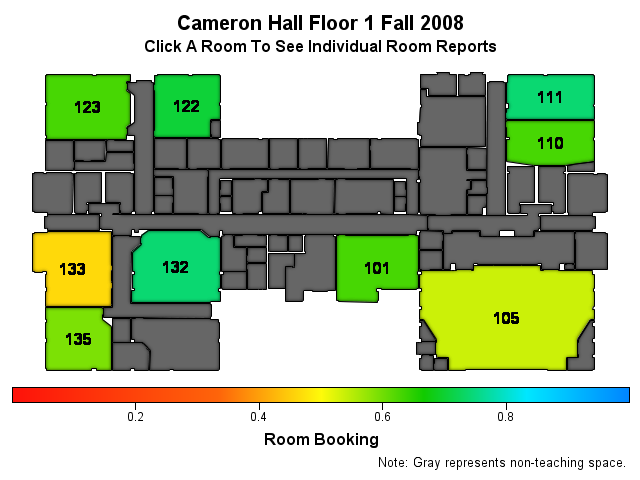 Cameron Hall Floor 1 Fall 2008
Click A Room To See Individual Room Reports
123
122
111
110
133
132
101
105
135
0.2 0.4 0.6 0.8
Room Booking
Note: Gray represents non-teaching space.